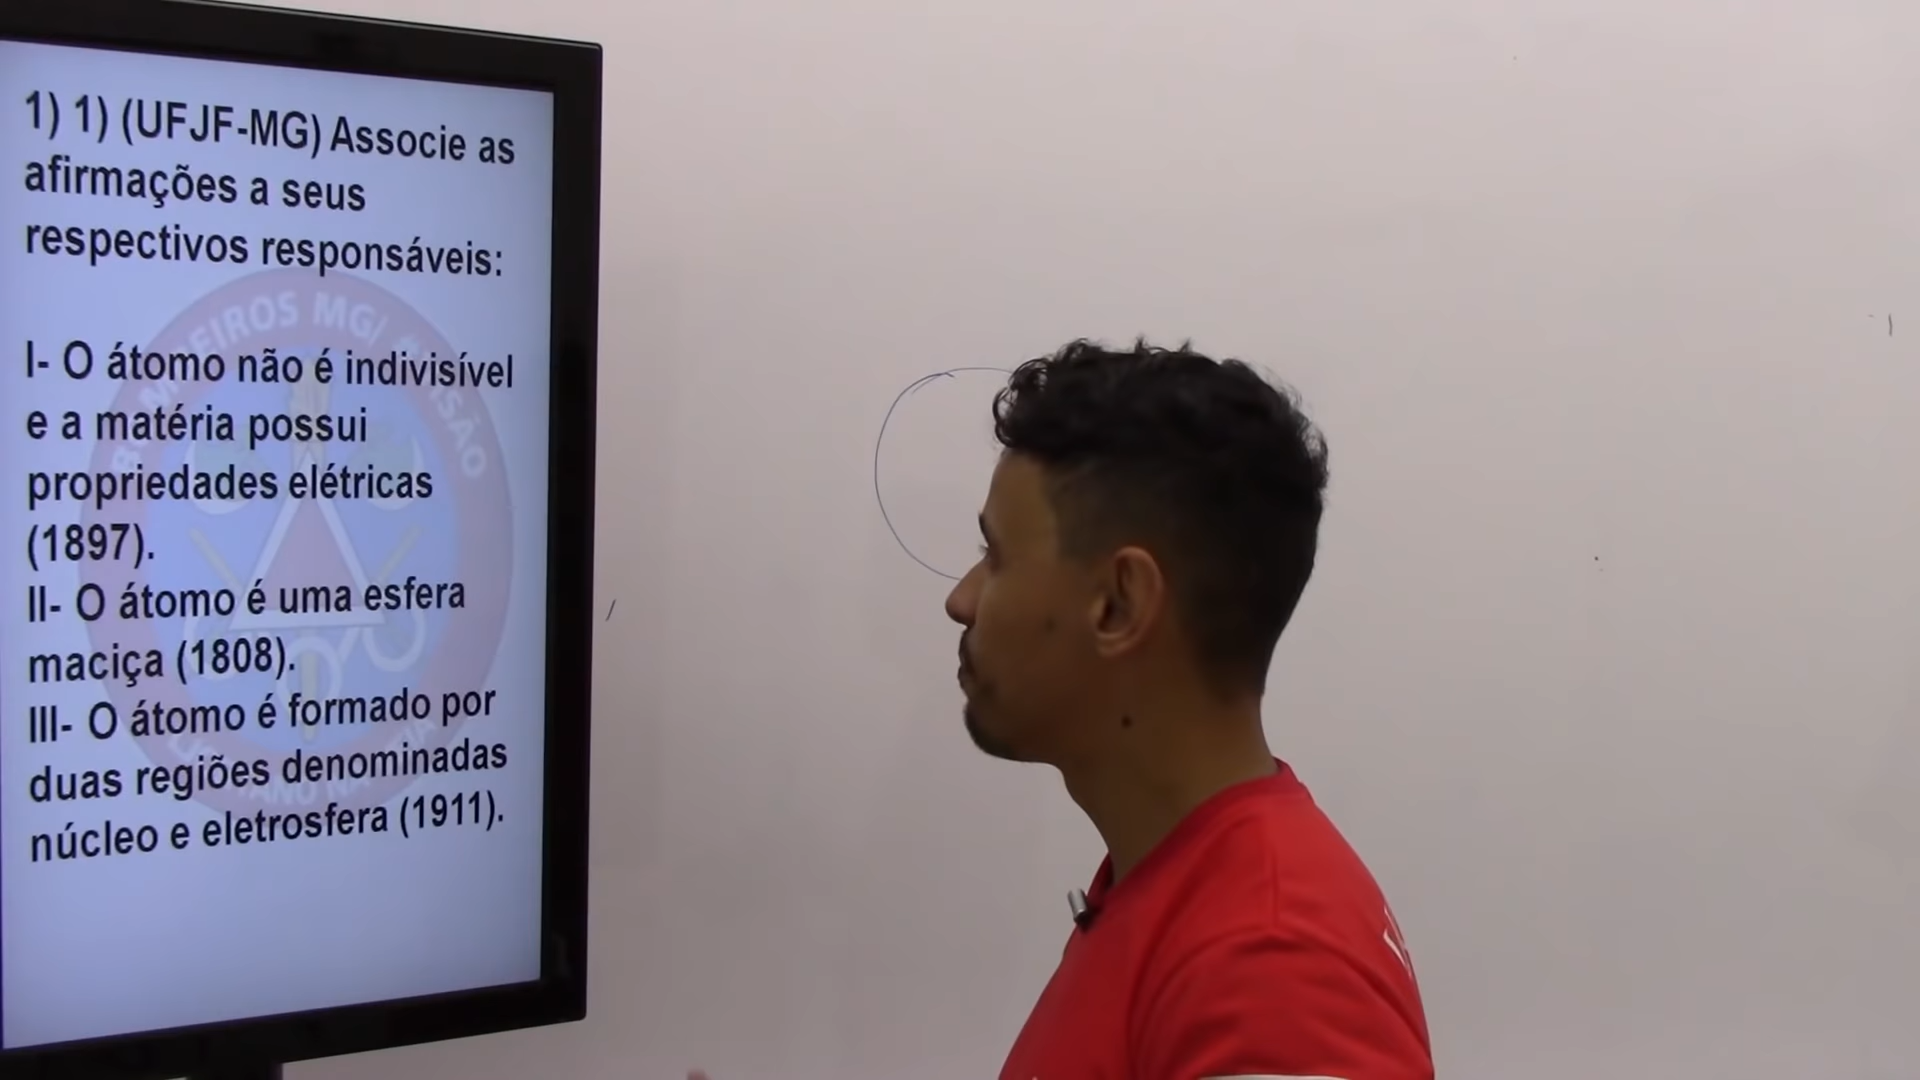 1) 1) (UFJF-MG) Associe as
afirmações a seus
respectivos responsáveis:
I- O átomo não é indivisível
e a matéria possui
propriedades elétricas
(1897).
II- O átomo é uma esfera
maciça (1808).
III- O átomo é formado por
duas regiões denominadas
núcleo e eletrosfera (1911).